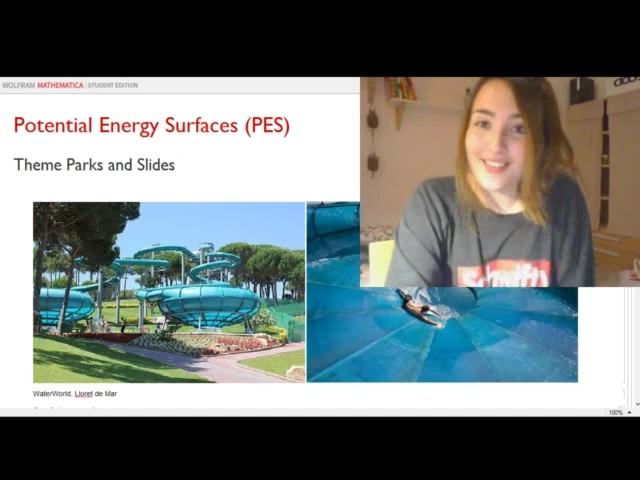 WOLFRAM MATHEMATICA | STUDENT EDITION
Potential Energy Surfaces (PES)
Theme Parks and Slides
WaterWorld, Lloret de Mar
100%